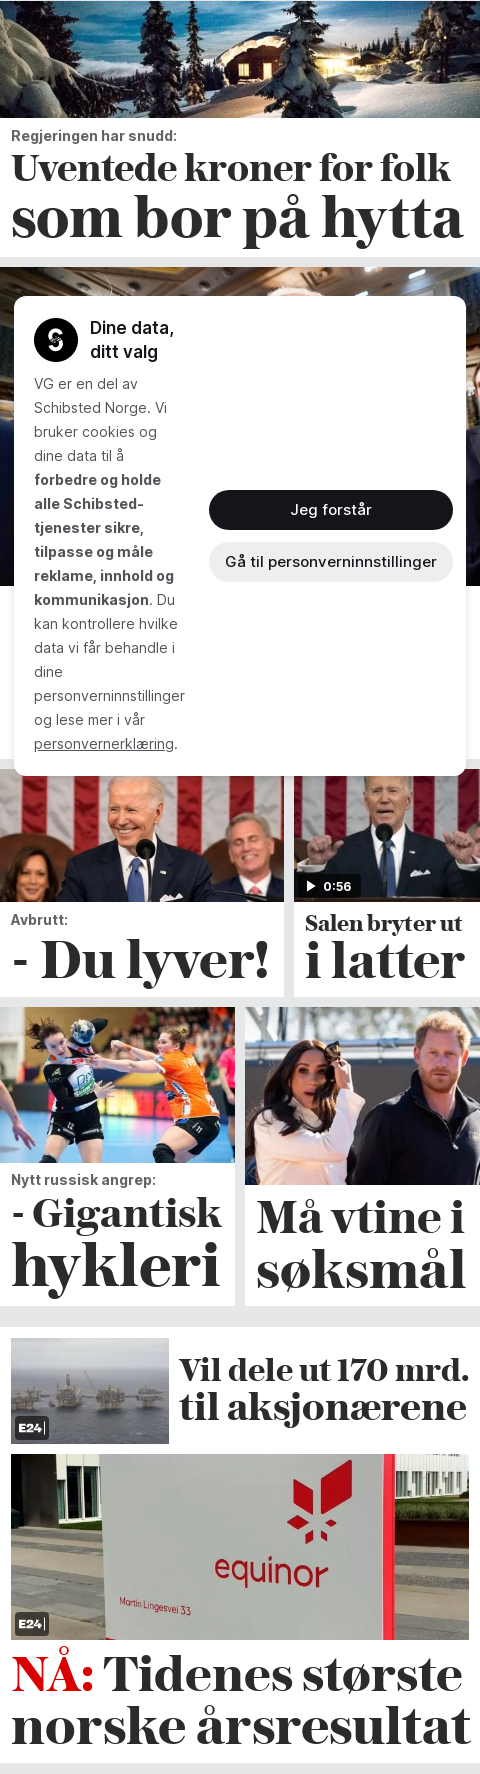 Regjeringen har snudd:
Uventede kroner for folk
som bor på hytta
Dine data,
ditt valg
VG er en del av
Schibsted Norge. Vi
bruker cookies og
dine data til å
forbedre og holde
alle Schibsted-
tjenester sikre,
tilpasse og måle
reklame, innhold og
kommunikasjon. Du
kan kontrollere hvilke
data vi får behandle i
dine
personverninnstillinger
og lese mer i vår
personvernerklæring.
Jeg forstår
Gå til personverninnstillinger
Avbrutt:
- Du lyver!
0:56
Salen bryter ut
i latter
Nytt russisk angrep:
- Gigantisk
hykleri
Må vtine i
søksmål
E24
Vil dele ut 170 mrd.
til aksjonærene
equinor
Martin Lingesvei 33
E24
NÅ: Tidenes største
norske årsresultat